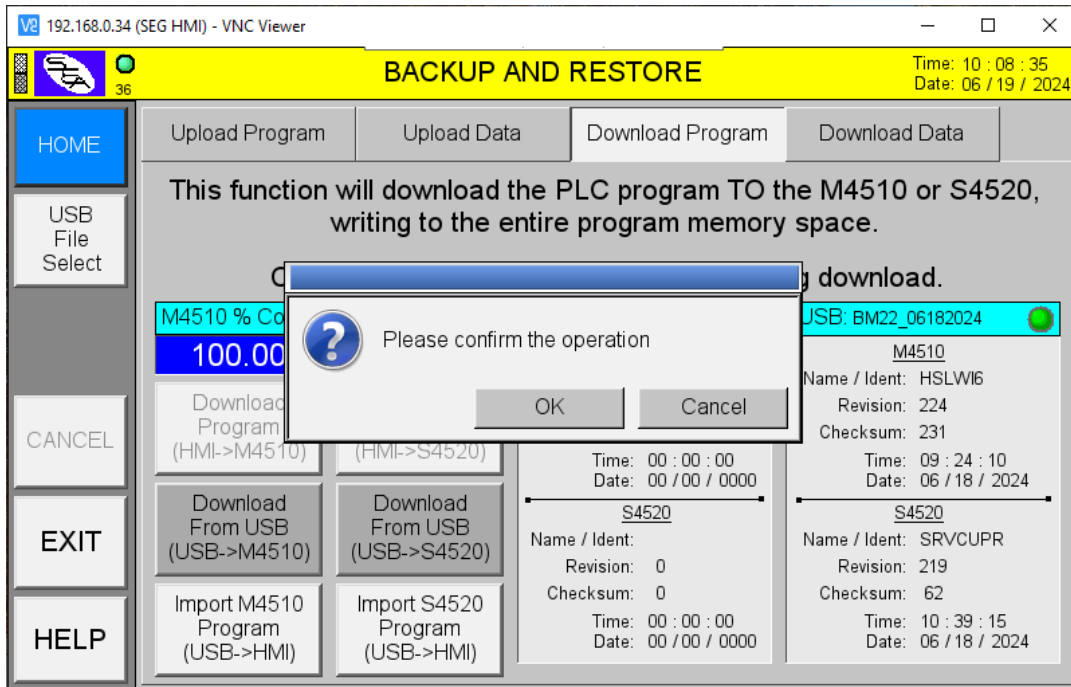 192.168.0.34 (SEG HMI) - VNC Viewer
36
BACKUP AND RESTORE
Time: 10 : 08 : 35
Date: 06 / 19 / 2024
HOME
USB
File
Select
CANCEL
EXIT
HELP
Upload Program
Upload Data
Download Program
Download Data
This function will download the PLC program TO the M4510 or S4520,
writing to the entire program memory space.
download.
Please confirm the operation
OK
Cancel
M4510 %
100.00
Download
Program
(HMI->M4510)
(HMI->S4520)
Download
From USB
(USB->M4510)
Download
From USB
(USB->S4520)
Import M4510
Program
(USB->HMI)
Import S4520
Program
(USB->HMI)
Time: 00 : 00 : 00
Date: 00 / 00 / 0000
S4520
Name / Ident:
Revision: 0
Checksum: 0
Time: 00 : 00 : 00
Date: 00 / 00 / 0000
USB: BM22_06182024
M4510
Name / Ident: HSLWI6
Revision: 224
Checksum: 231
Time: 09 : 24 : 10
Date: 06 / 18 / 2024
S4520
Name / Ident: SRVCUPR
Revision: 219
Checksum: 62
Time: 10 : 39 : 15
Date: 06 / 18 / 2024